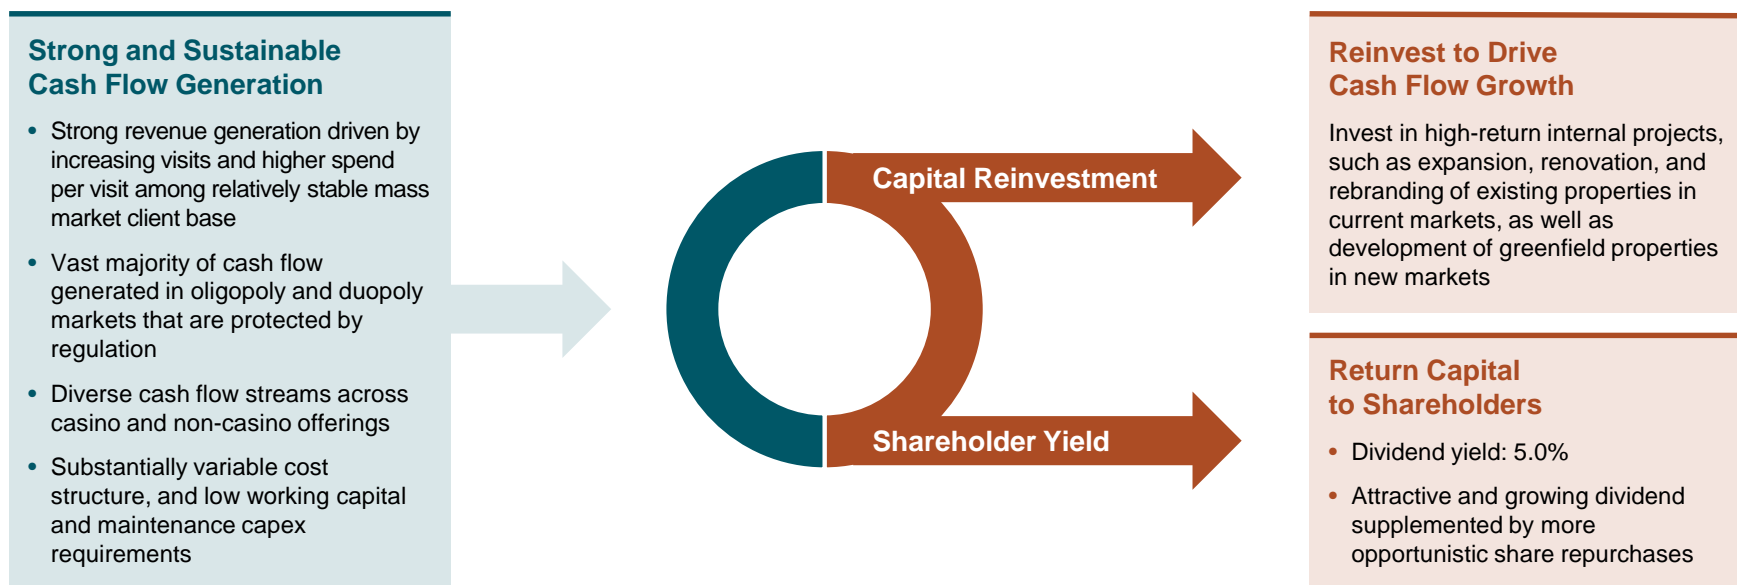 Strong and Sustainable
Cash Flow Generation
• Strong revenue generation driven by
increasing visits and higher spend
per visit among relatively stable mass
market client base
• Vast majority of cash flow
generated in oligopoly and duopoly
markets that are protected by
regulation
• Diverse cash flow streams across
casino and non-casino offerings
• Substantially variable cost
structure, and low working capital
and maintenance capex
requirements
Capital Reinvestment
Shareholder Yield
Reinvest to Drive
Cash Flow Growth
Invest in high-return internal projects,
such as expansion, renovation, and
rebranding of existing properties in
current markets, as well as
development of greenfield properties
in new markets
Return Capital
to Shareholders
• Dividend yield: 5.0%
• Attractive and growing dividend
supplemented by more
opportunistic share repurchases